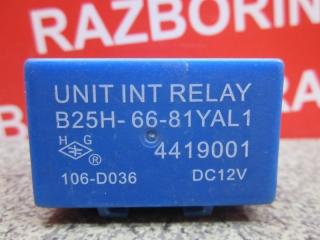 RAZBORIN
UNIT INT RELAY
B25H-66-81YAL1
H G
®
4419001
106-D036 DC12V